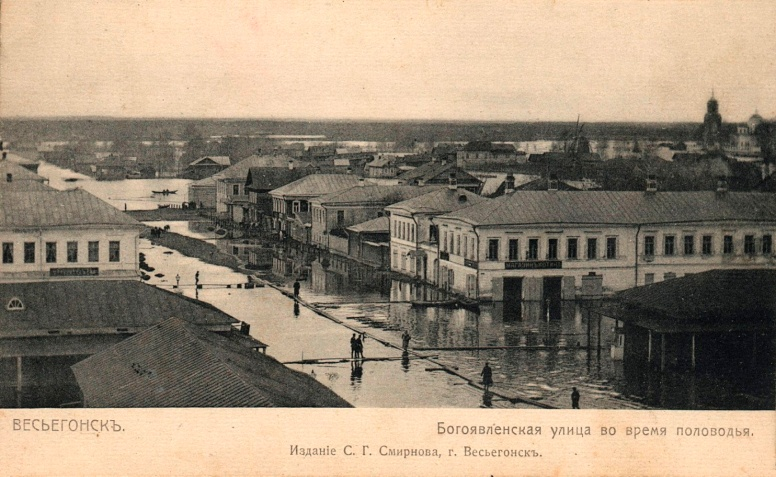 ВЕСЬЕГОНСКЪ.
Богоявленская улица во время половодья.
Изданіе С. Г. Смирнова, г. Весьегонскъ.